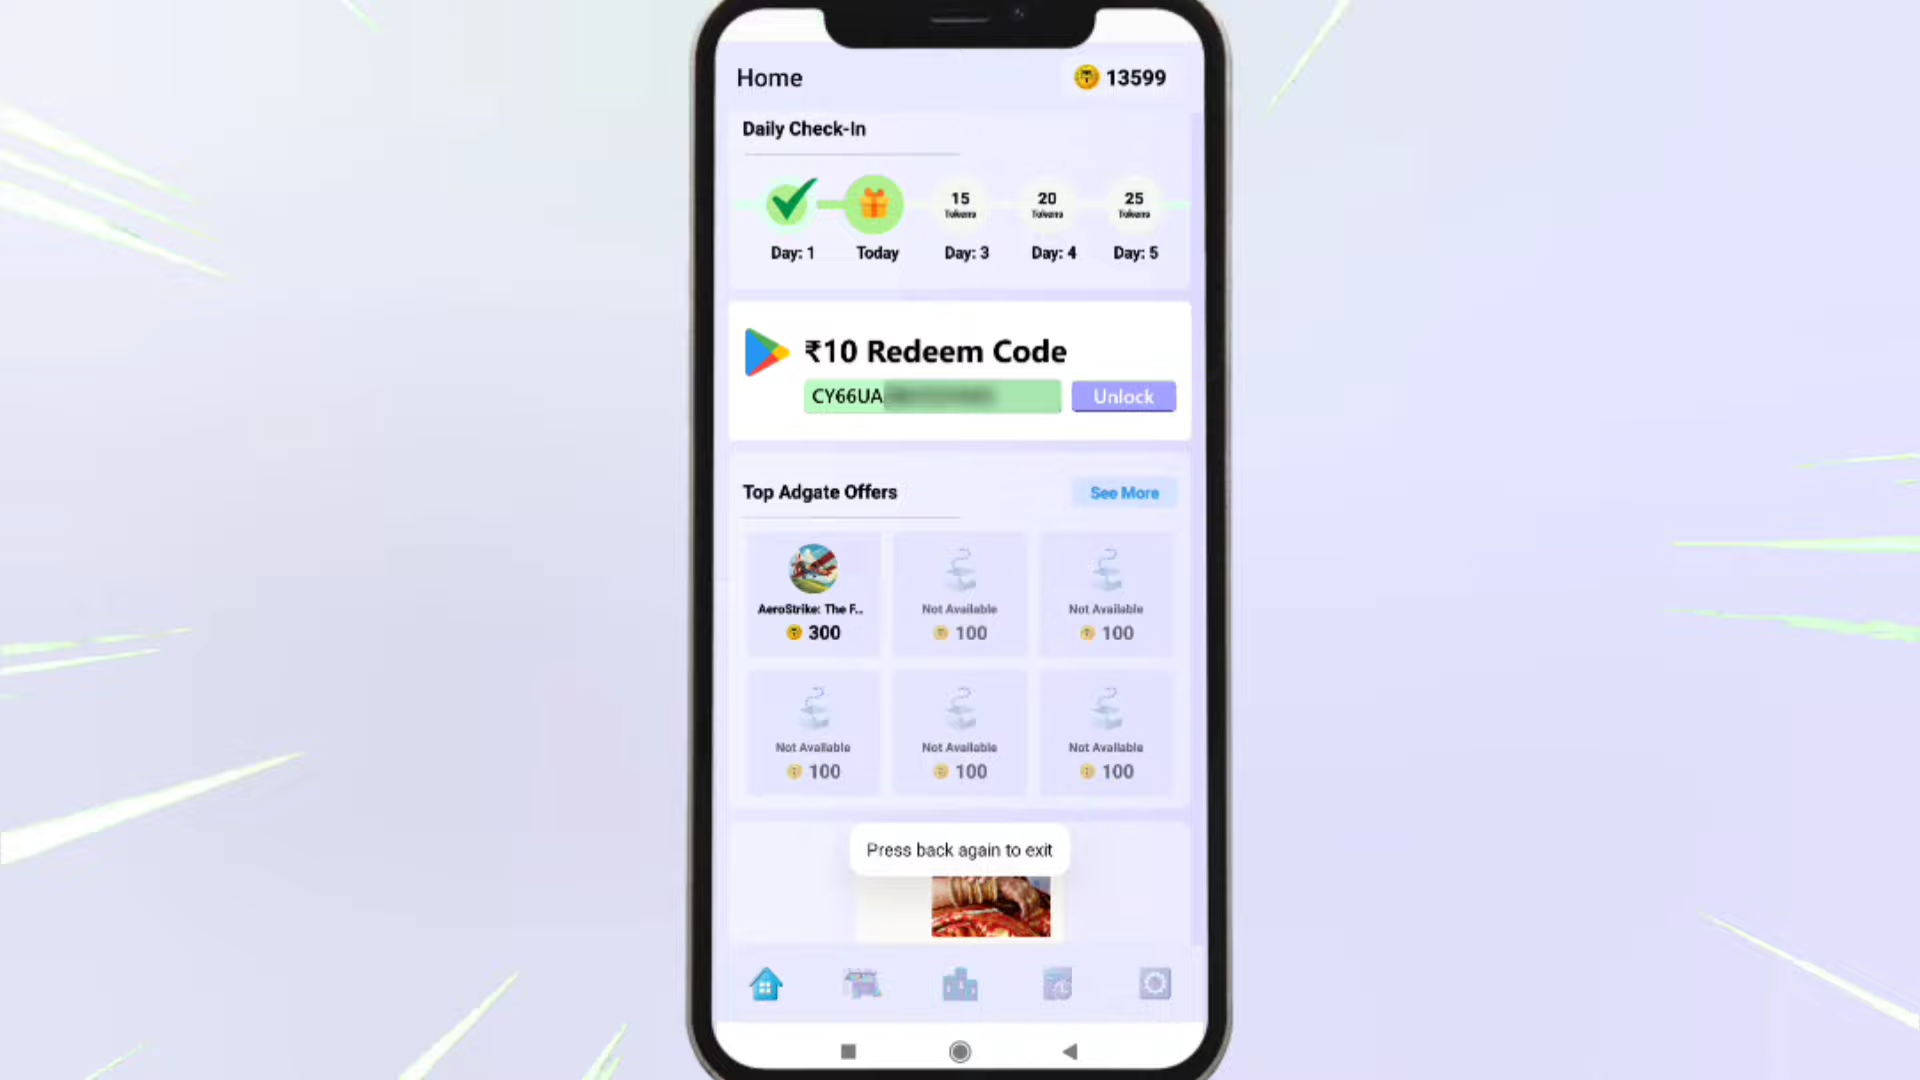 Home
13599
Daily Check-In
15
Tokens
20
Tokens
25
Tokens
Day: 1
Today
Day: 3
Day: 4
Day: 5
₹10 Redeem Code
CY66UA
Unlock
Top Adgate Offers
See More
AeroStrike: The F...
300
Not Available
100
Not Available
100
Not Available
100
Not Available
100
Not Available
100
Press back again to exit